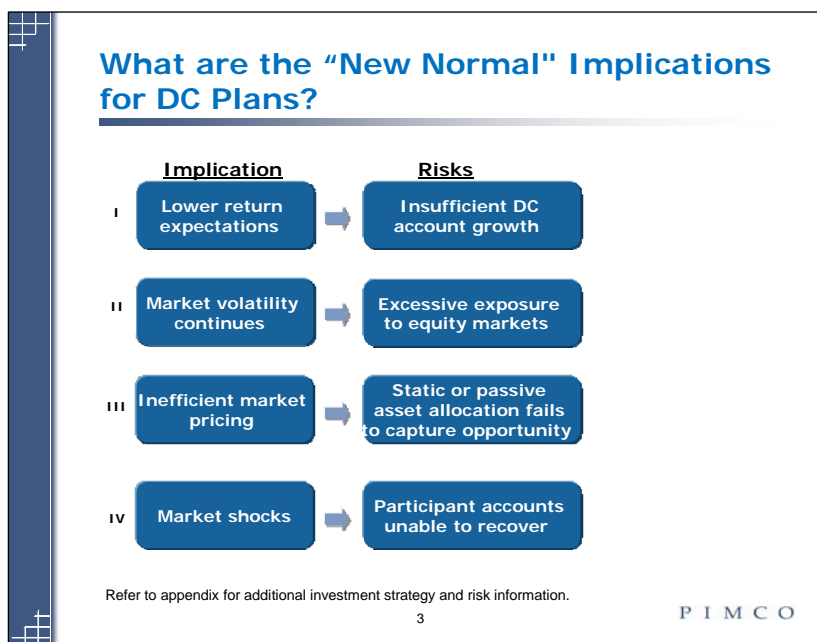 What are the “New Normal" Implications
for DC Plans?
Implication
Risks
I
Lower return
expectations
Insufficient DC
account growth
II
Market volatility
continues
Excessive exposure
to equity markets
III
Inefficient market
pricing
Static or passive
asset allocation fails
to capture opportunity
IV
Market shocks
Participant accounts
unable to recover
Refer to appendix for additional investment strategy and risk information.
3
PIMCO